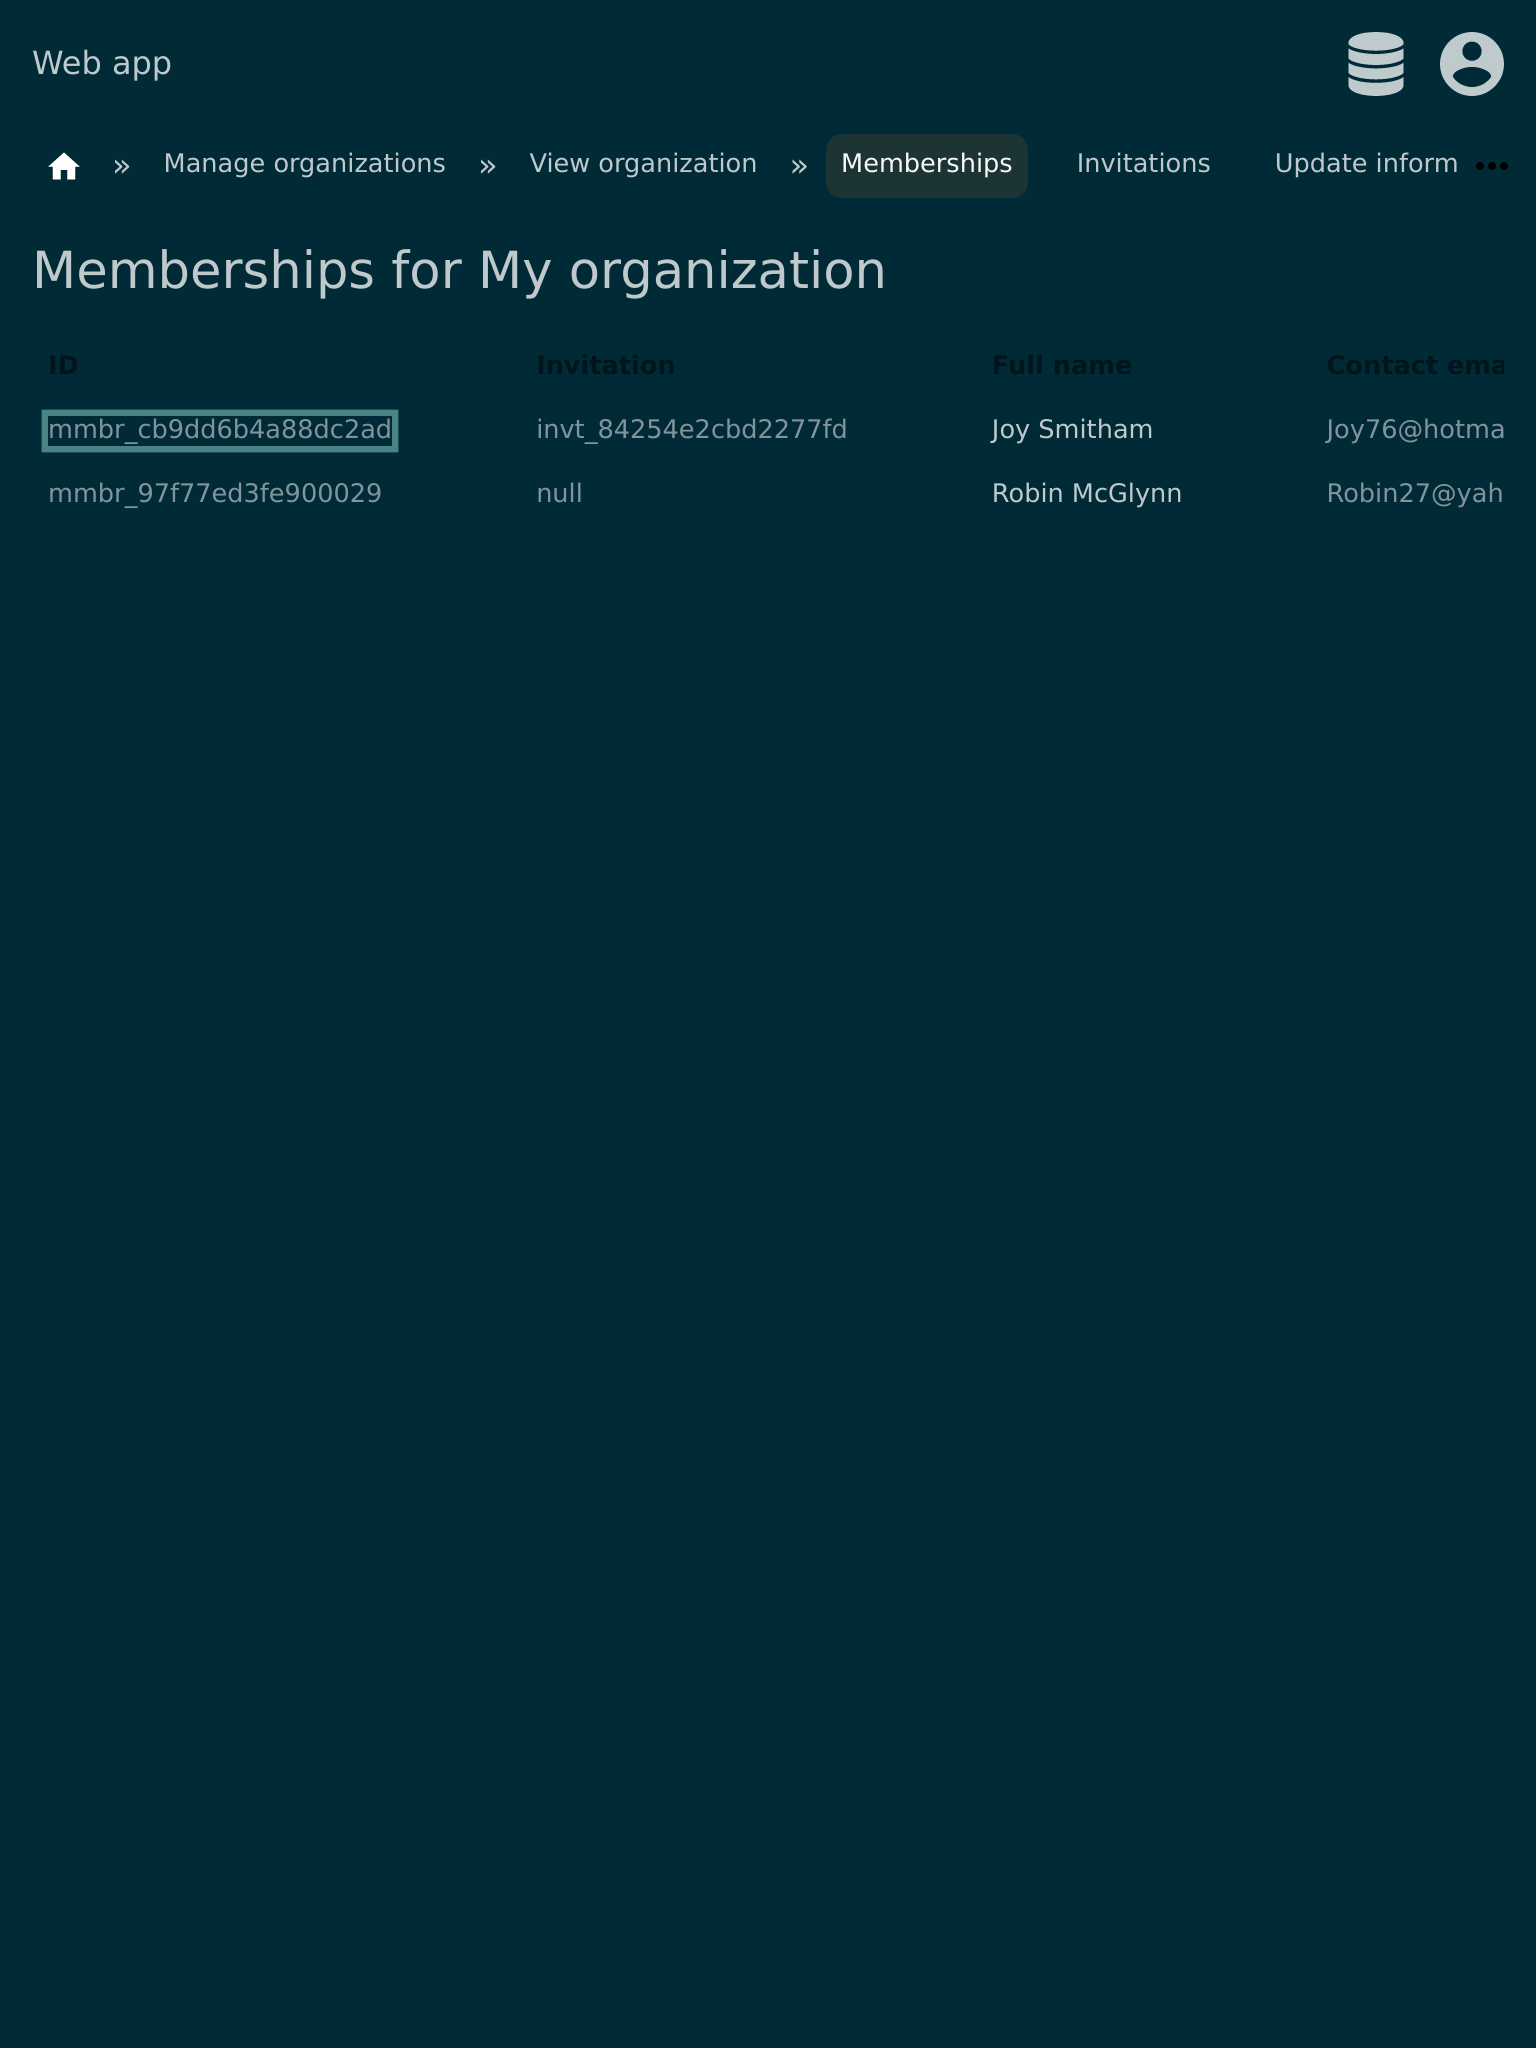 Web app
» Manage organizations » View organization » Memberships Invitations Update inform •••
Memberships for My organization
ID Invitation Full name Contact ema
mmbr_cb9dd6b4a88dc2ad invt_84254e2cbd2277fd Joy Smitham Joy76@hotma
mmbr_97f77ed3fe900029 null Robin McGlynn Robin27@yah